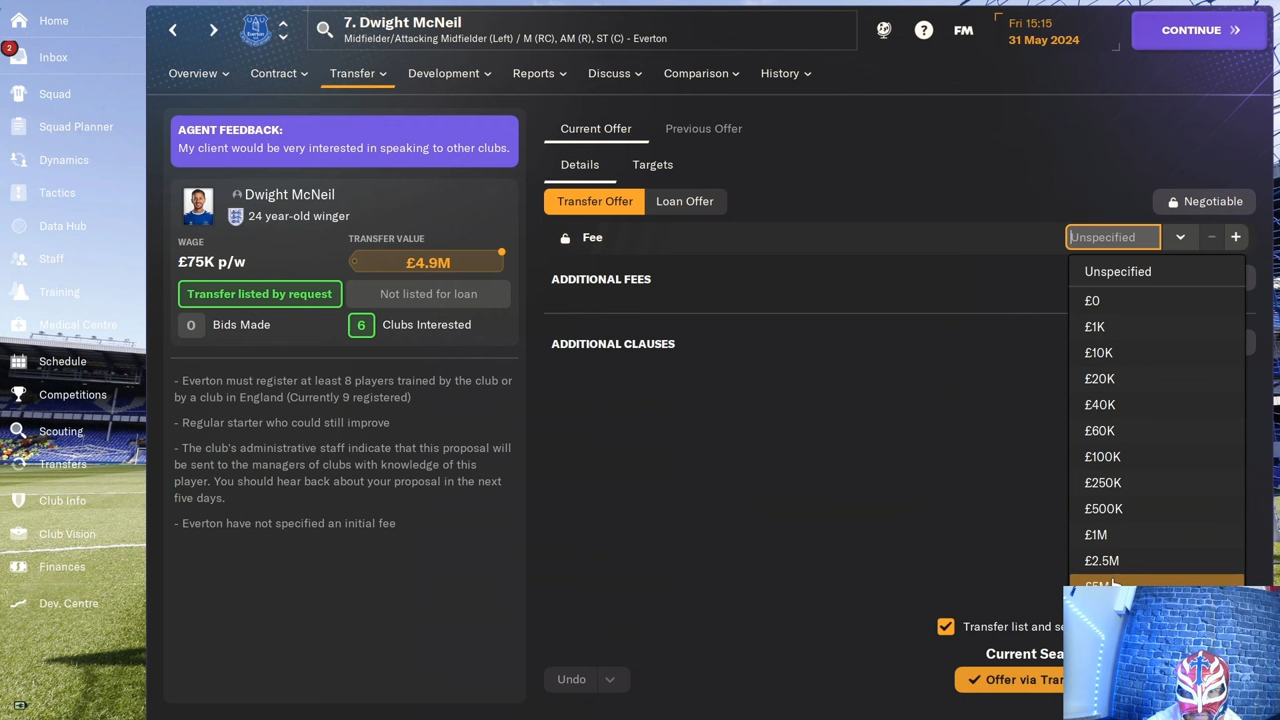 Home
2
Inbox
Squad
Squad Planner
Dynamics
Tactics
Data Hub
Staff
Training
Medical Centre
Schedule
Competitions
Scouting
Transfers
Club Info
Club Vision
Finances
Dev. Centre
7. Dwight McNeil
Midfielder/Attacking Midfielder (Left) / M (RC), AM (R), ST (C) - Everton
?
FM
Fri 15:15
31 May 2024
CONTINUE
Overview
Contract
Transfer
Development
Reports
Discuss
Comparison
History
AGENT FEEDBACK:
My client would be very interested in speaking to other clubs.
Dwight McNeil
24 year-old winger
WAGE
£75K p/w
TRANSFER VALUE
£4.9M
Transfer listed by request
Not listed for loan
0 Bids Made
6 Clubs Interested
- Everton must register at least 8 players trained by the club or
by a club in England (Currently 9 registered)
- Regular starter who could still improve
- The club's administrative staff indicate that this proposal will
be sent to the managers of clubs with knowledge of this
player. You should hear back about your proposal in the next
five days.
- Everton have not specified an initial fee
Current Offer
Previous Offer
Details
Targets
Transfer Offer
Loan Offer
Negotiable
Fee
Unspecified
ADDITIONAL FEES
ADDITIONAL CLAUSES
Unspecified
£0
£1K
£10K
£20K
£40K
£60K
£100K
£250K
£500K
£1M
£2.5M
£5M
Transfer list and
Current
Undo
Offer via